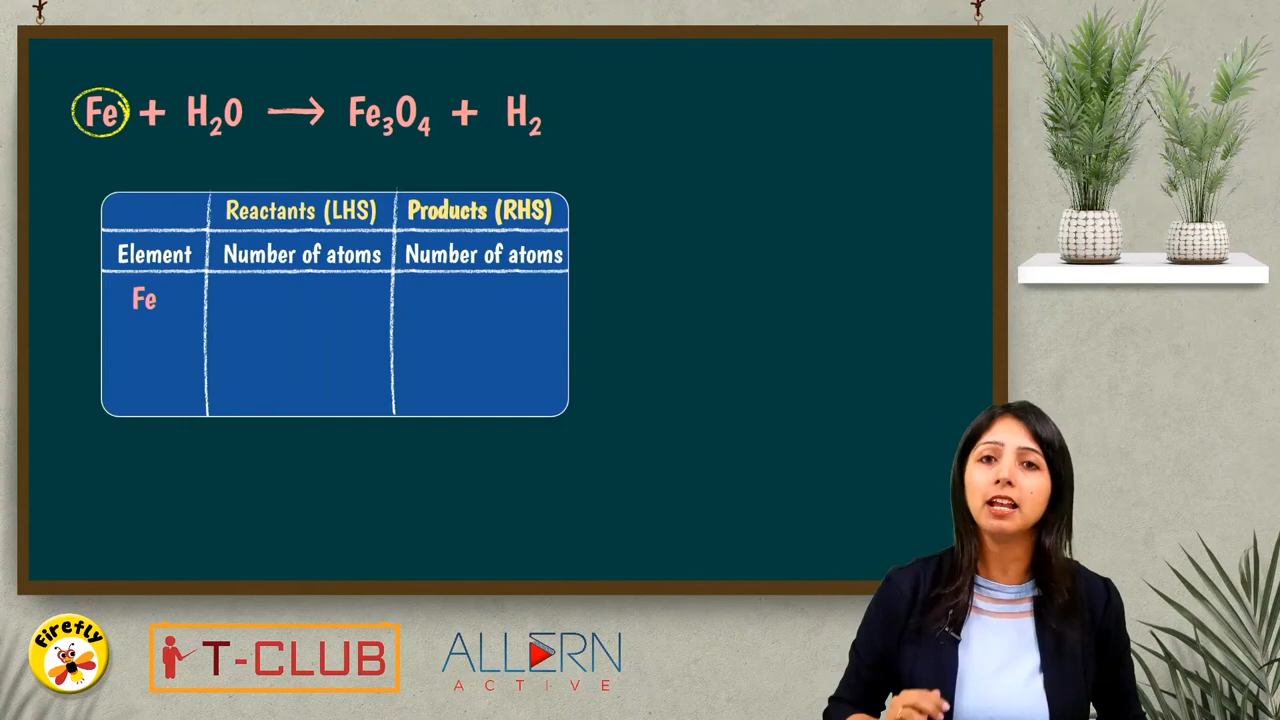 Fe + H₂O → Fe₃O₄ + H₂
Reactants (LHS) Products (RHS)
Element Number of atoms Number of atoms
Fe
Firefly
T-CLUB
ALLERN
ACTIVE